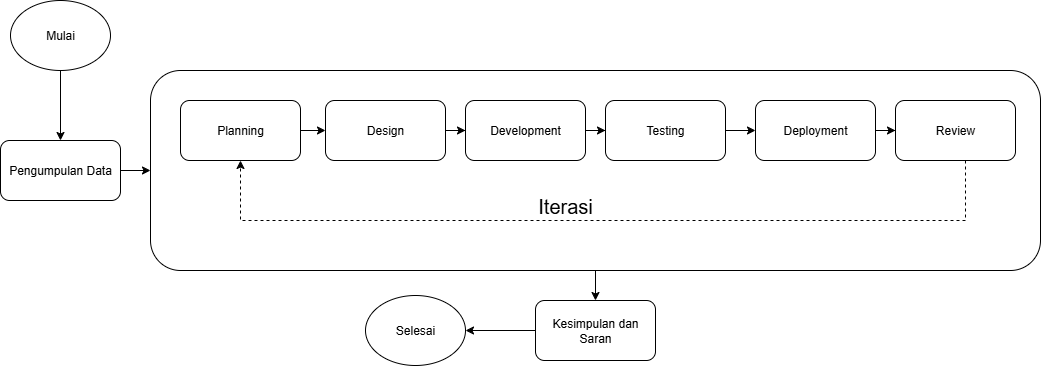 Mulai
Pengumpulan Data
Planning
Design
Development
Testing
Deployment
Review
Iterasi
Kesimpulan dan
Saran
Selesai